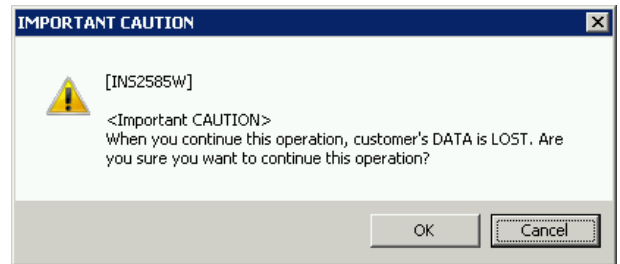 IMPORTANT CAUTION
[INS2585W]
<Important CAUTION>
When you continue this operation, customer's DATA is LOST. Are
you sure you want to continue this operation?
OK
Cancel